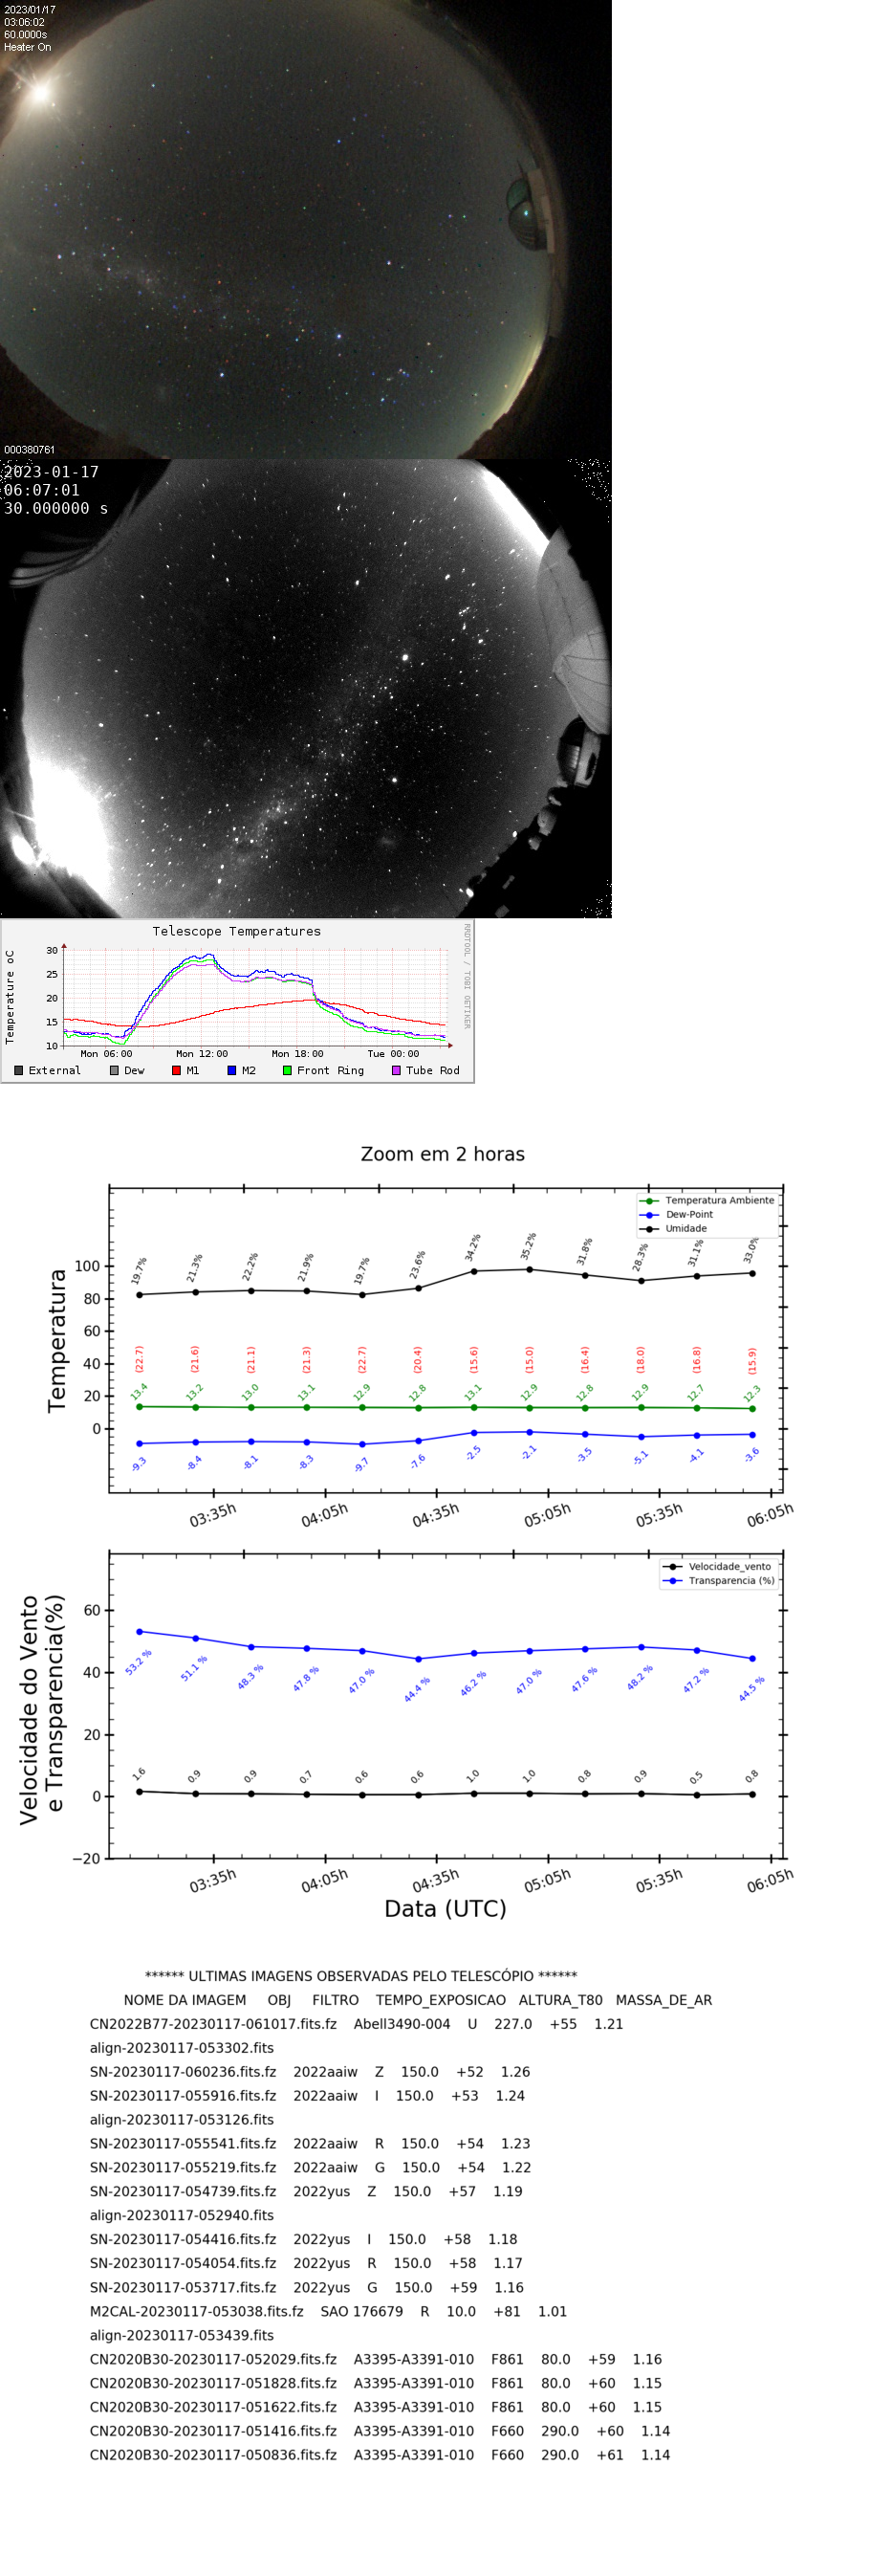 2023/01/17
03:06:02
60.0000s
Heater On
000380761
2023-01-17
06:07:01
30.000000 s
Telescope Temperatures
RRDTOOL / TOBI OETIKER
Temperature oC
30
25
20
15
10
Mon 06:00 Mon 12:00 Mon 18:00 Tue 00:00
External Dew M1 M2 Front Ring Tube Rod
Zoom em 2 horas
Temperatura Ambiente
Dew-Point
Umidade
Temperatura
100
80
60
40
20
0
19.7% 21.3% 22.2% 21.9% 19.7% 23.6% 34.2% 35.2% 31.8% 28.3% 31.1% 33.0%
(22.7) (21.6) (21.1) (21.3) (22.7) (20.4) (15.6) (15.0) (16.4) (18.0) (16.8) (15.9)
13.4 13.2 13.0 13.1 12.9 12.8 13.1 12.9 12.8 12.9 12.7 12.3
-9.3 -8.4 -8.1 -8.3 -9.7 -7.6 -2.5 -2.1 -3.5 -5.1 -4.1 -3.6
03:35h 04:05h 04:35h 05:05h 05:35h 06:05h
Velocidade_vento
Transparencia (%)
Velocidade do Vento
e Transparencia(%)
60
40
20
0
−20
53.2 % 51.1 % 48.3 % 47.8 % 47.0 % 44.4 % 46.2 % 47.0 % 47.6 % 48.2 % 47.2 % 44.5 %
1.6 0.9 0.9 0.7 0.6 0.6 1.0 1.0 0.8 0.9 0.5 0.8
03:35h 04:05h 04:35h 05:05h 05:35h 06:05h
Data (UTC)
****** ULTIMAS IMAGENS OBSERVADAS PELO TELESCÓPIO ******
NOME DA IMAGEM OBJ FILTRO TEMPO_EXPOSICAO ALTURA_T80 MASSA_DE_AR
CN2022B77-20230117-061017.fits.fz Abell3490-004 U 227.0 +55 1.21
align-20230117-053302.fits
SN-20230117-060236.fits.fz 2022aaiw Z 150.0 +52 1.26
SN-20230117-055916.fits.fz 2022aaiw I 150.0 +53 1.24
align-20230117-053126.fits
SN-20230117-055541.fits.fz 2022aaiw R 150.0 +54 1.23
SN-20230117-055219.fits.fz 2022aaiw G 150.0 +54 1.22
SN-20230117-054739.fits.fz 2022yus Z 150.0 +57 1.19
align-20230117-052940.fits
SN-20230117-054416.fits.fz 2022yus I 150.0 +58 1.18
SN-20230117-054054.fits.fz 2022yus R 150.0 +58 1.17
SN-20230117-053717.fits.fz 2022yus G 150.0 +59 1.16
M2CAL-20230117-053038.fits.fz SAO 176679 R 10.0 +81 1.01
align-20230117-053439.fits
CN2020B30-20230117-052029.fits.fz A3395-A3391-010 F861 80.0 +59 1.16
CN2020B30-20230117-051828.fits.fz A3395-A3391-010 F861 80.0 +60 1.15
CN2020B30-20230117-051622.fits.fz A3395-A3391-010 F861 80.0 +60 1.15
CN2020B30-20230117-051416.fits.fz A3395-A3391-010 F660 290.0 +60 1.14
CN2020B30-20230117-050836.fits.fz A3395-A3391-010 F660 290.0 +61 1.14